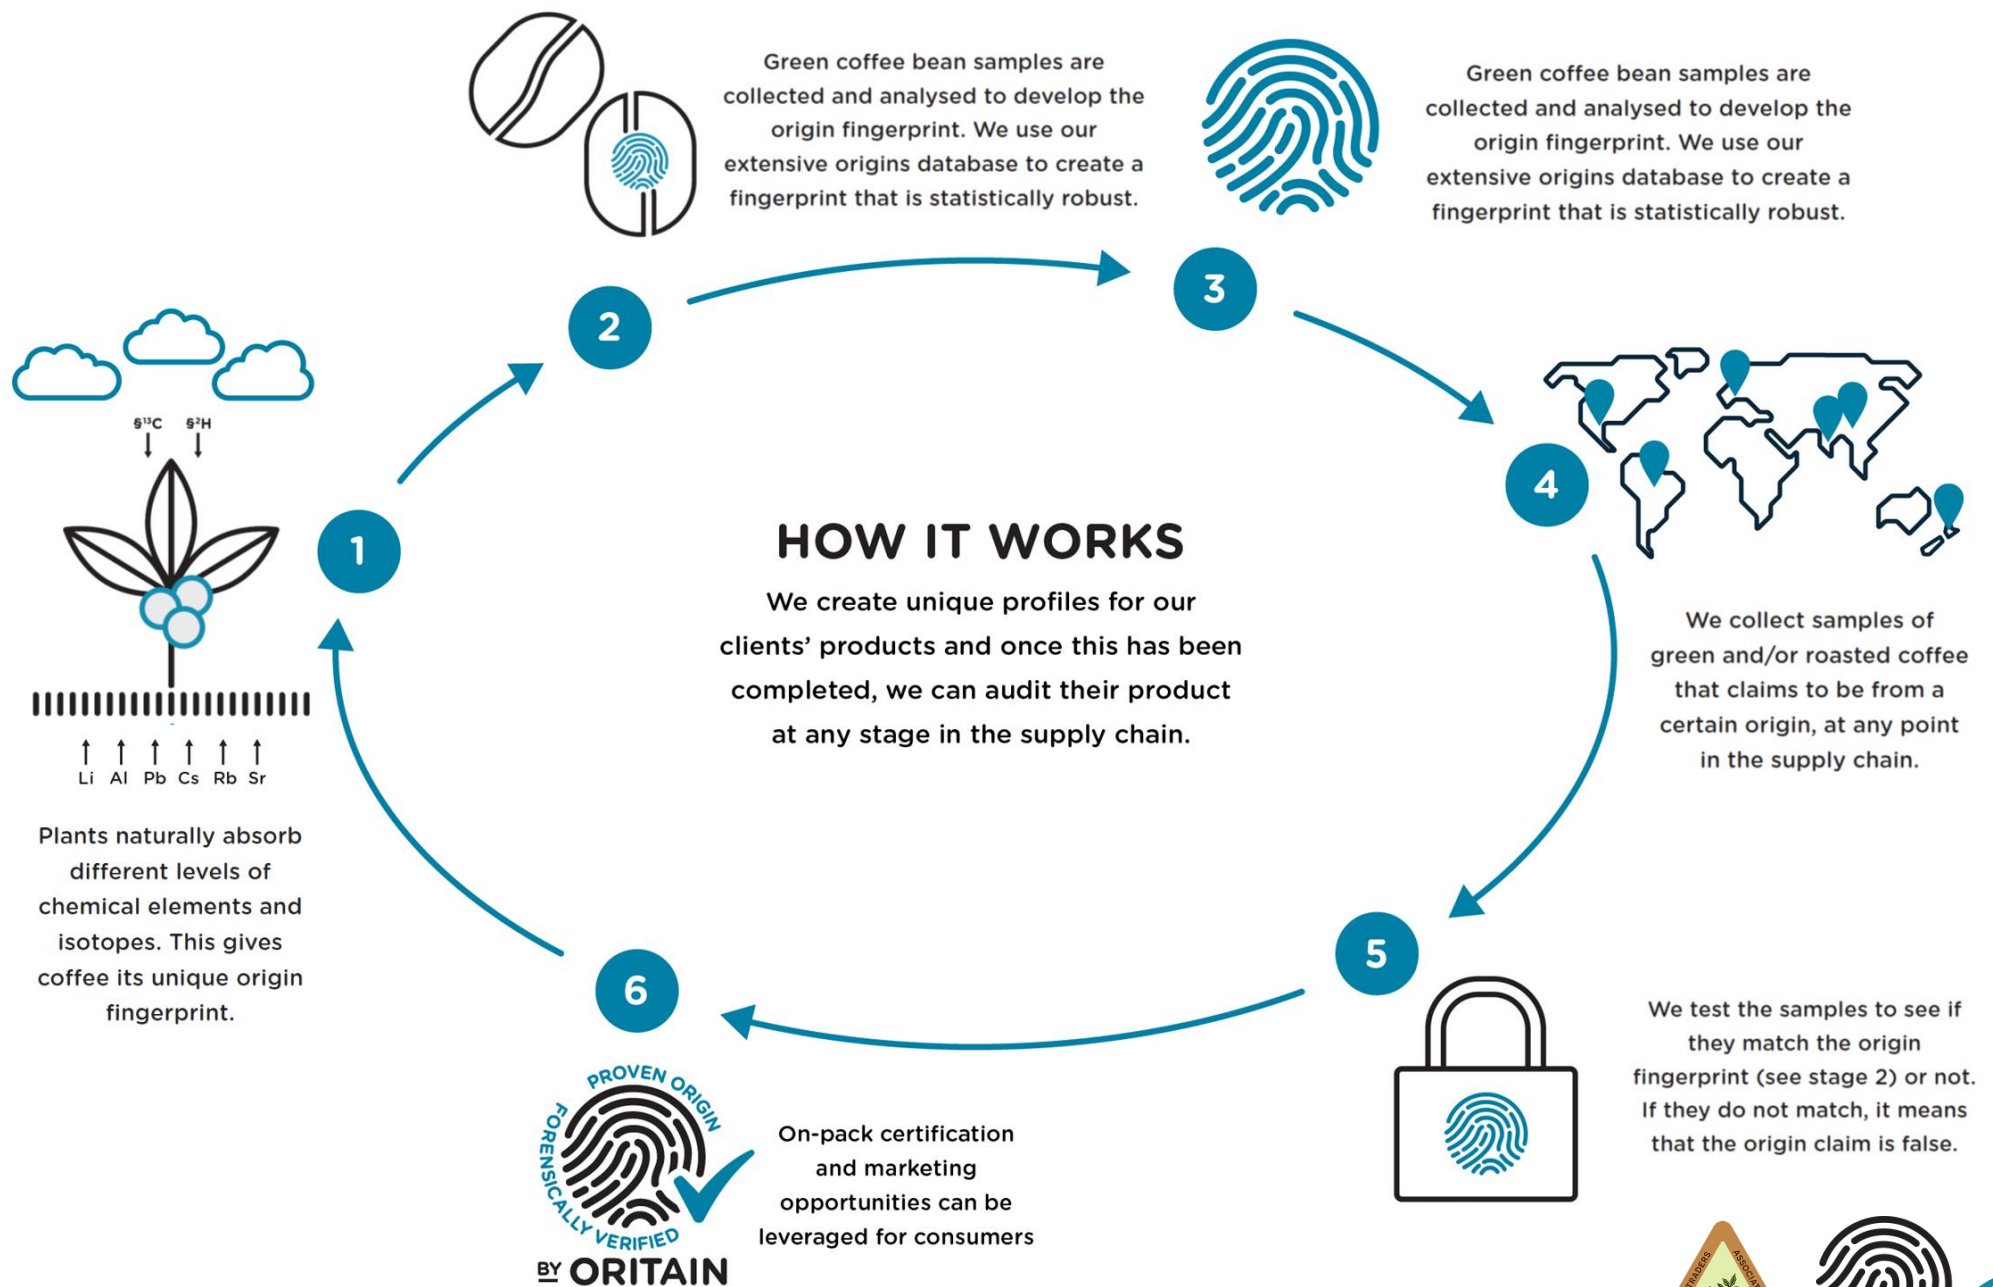 Green coffee bean samples are
collected and analysed to develop the
origin fingerprint. We use our
extensive origins database to create a
fingerprint that is statistically robust.
Green coffee bean samples are
collected and analysed to develop the
origin fingerprint. We use our
extensive origins database to create a
fingerprint that is statistically robust.
2
3
§¹³C §²H
1
4
HOW IT WORKS
We create unique profiles for our
clients’ products and once this has been
completed, we can audit their product
at any stage in the supply chain.
We collect samples of
green and/or roasted coffee
that claims to be from a
certain origin, at any point
in the supply chain.
Li Al Pb Cs Rb Sr
Plants naturally absorb
different levels of
chemical elements and
isotopes. This gives
coffee its unique origin
fingerprint.
5
6
We test the samples to see if
they match the origin
fingerprint (see stage 2) or not.
If they do not match, it means
that the origin claim is false.
PROVEN ORIGIN
FORENSICALLY VERIFIED
BY ORITAIN
On-pack certification
and marketing
opportunities can be
leveraged for consumers
TRADERS